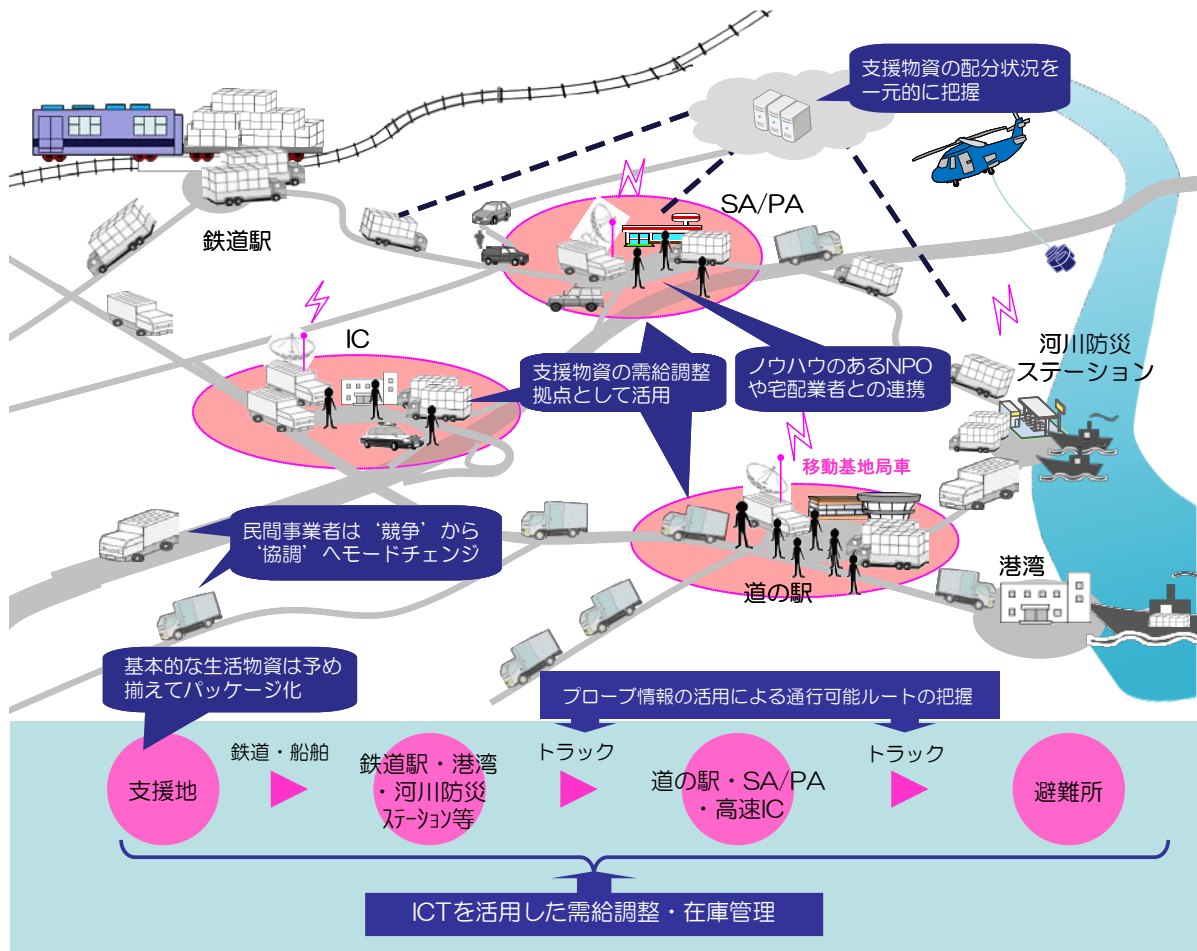 支援物資の配分状況を
一元的に把握
SA/PA
鉄道駅
IC
河川防災
ステーション
支援物資の需給調整
拠点として活用
ノウハウのあるNPO
や宅配業者との連携
移動基地局車
民間事業者は‘競争’から
‘協調’へモードチェンジ
道の駅
港湾
基本的な生活物資は予め
揃えてパッケージ化
プローブ情報の活用による通行可能ルートの把握
支援地
鉄道・船舶
鉄道駅・港湾
・河川防災
ｽﾃｰｼｮﾝ等
トラック
道の駅・SA/PA
・高速IC
トラック
避難所
ICTを活用した需給調整・在庫管理